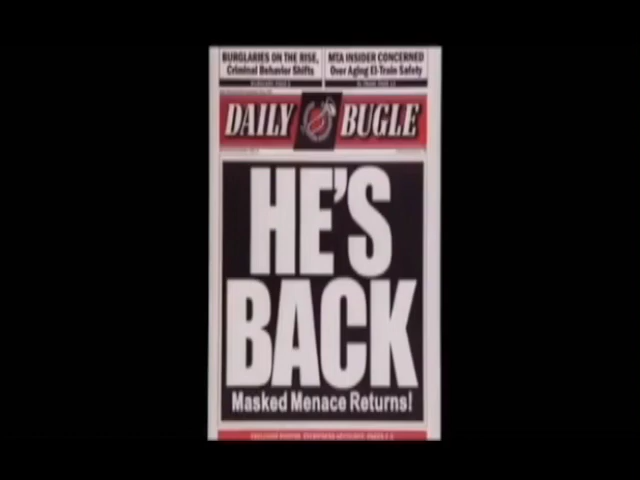 BURGLARIES ON THE RISE,
Criminal Behavior Shifts
MTA INSIDER CONCERNED
Over Aging El-Train Safety
DAILY BUGLE
HE'S
BACK
Masked Menace Returns!